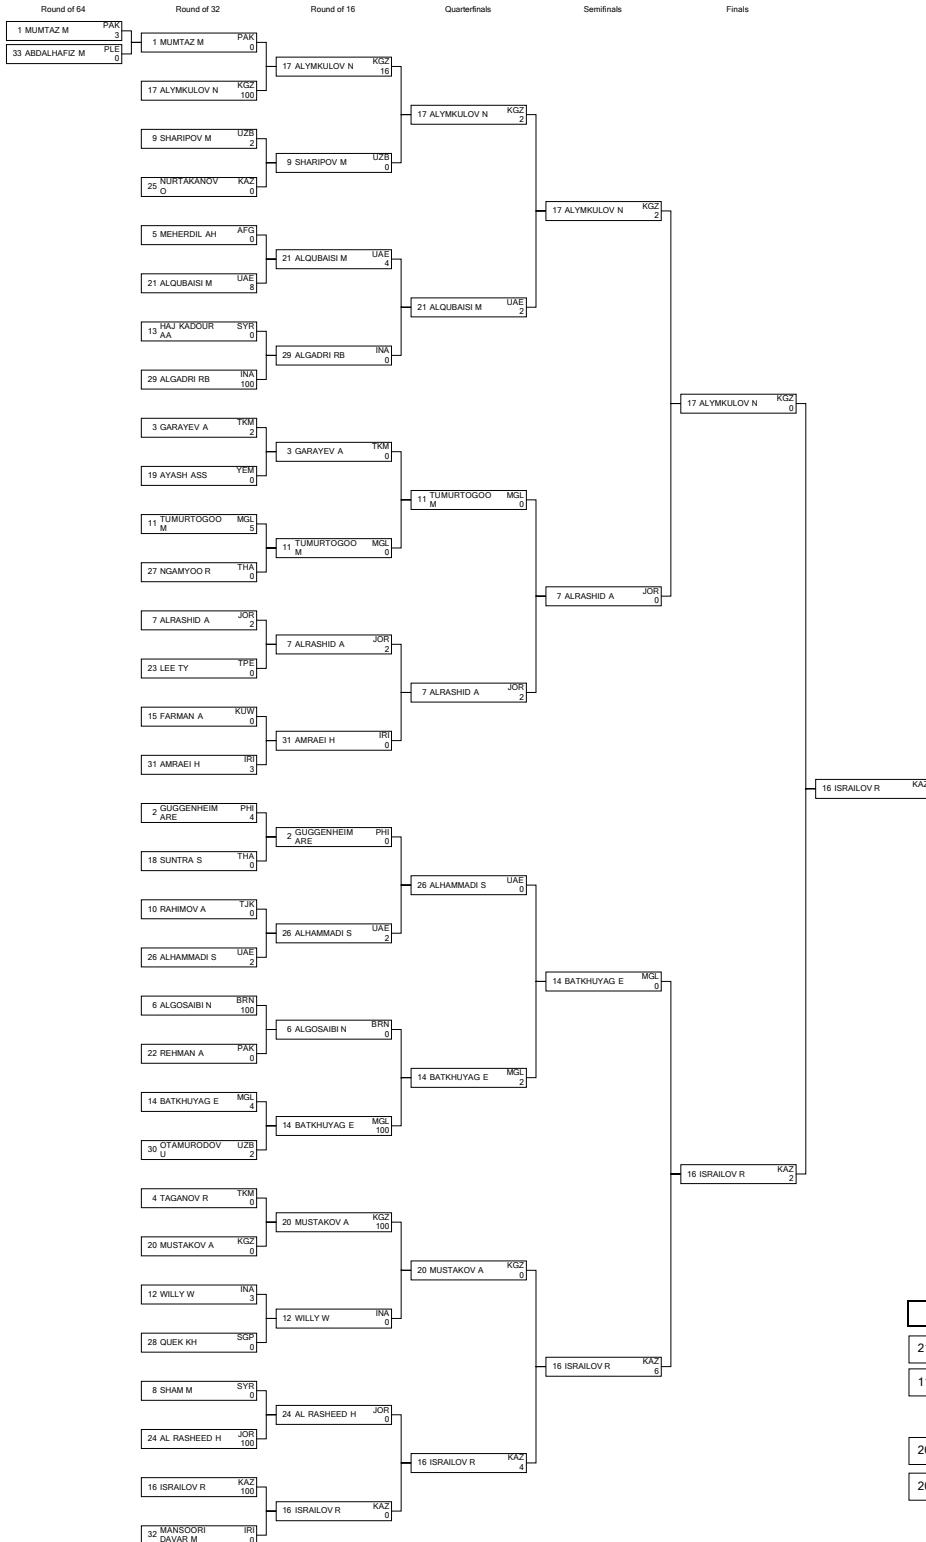 Round of 64
Round of 32
Round of 16
Quarterfinals
Semifinals
Finals
1 MUMTAZ M PAK 3
33 ABDALHAFIZ M PLE 0
1 MUMTAZ M PAK 0
17 ALYMKULOV N KGZ 100
9 SHARIPOV M UZB 2
25 NURTAKANOV O KAZ 0
5 MEHERDIL AH AFG 0
21 ALQUBAISI M UAE 8
13 HAJ KADOUR AA SYR 0
29 ALGADRI RB INA 100
3 GARAYEV A TKM 2
19 AYASH ASS YEM 0
11 TUMURTOGOO M MGL 5
27 NGAMYOO R THA 0
7 ALRASHID A JOR 2
23 LEE TY TPE 0
15 FARMAN A KUW 0
31 AMRAEI H IRI 3
2 GUGGENHEIM ARE PHI 4
18 SUNTRA S THA 0
10 RAHIMOV A TJK 0
26 ALHAMMADI S UAE 2
6 ALGOSAIBI N BRN 100
22 REHMAN A PAK 0
14 BATKHUYAG E MGL 4
30 OTAMURODOV U UZB 2
4 TAGANOV R TKM 0
20 MUSTAKOV A KGZ 0
12 WILLY W INA 3
28 QUEK KH SGP 0
8 SHAM M SYR 0
24 AL RASHEED H JOR 100
16 ISRAILOV R KAZ 100
32 MANSOORI DAVAR M IRI 0
17 ALYMKULOV N KGZ 16
9 SHARIPOV M UZB 0
21 ALQUBAISI M UAE 4
29 ALGADRI RB INA 0
3 GARAYEV A TKM 0
11 TUMURTOGOO M MGL 0
7 ALRASHID A JOR 2
31 AMRAEI H IRI 0
2 GUGGENHEIM ARE PHI 0
26 ALHAMMADI S UAE 2
6 ALGOSAIBI N BRN 0
14 BATKHUYAG E MGL 100
20 MUSTAKOV A KGZ 100
12 WILLY W INA 0
24 AL RASHEED H JOR 0
16 ISRAILOV R KAZ 0
17 ALYMKULOV N KGZ 2
21 ALQUBAISI M UAE 2
11 TUMURTOGOO M MGL 0
7 ALRASHID A JOR 2
26 ALHAMMADI S UAE 0
14 BATKHUYAG E MGL 2
20 MUSTAKOV A KGZ 0
16 ISRAILOV R KAZ 4
17 ALYMKULOV N KGZ 2
7 ALRASHID A JOR 0
14 BATKHUYAG E MGL 0
16 ISRAILOV R KAZ 6
17 ALYMKULOV N KGZ 0
16 ISRAILOV R KAZ 2
16 ISRAILOV R KAZ